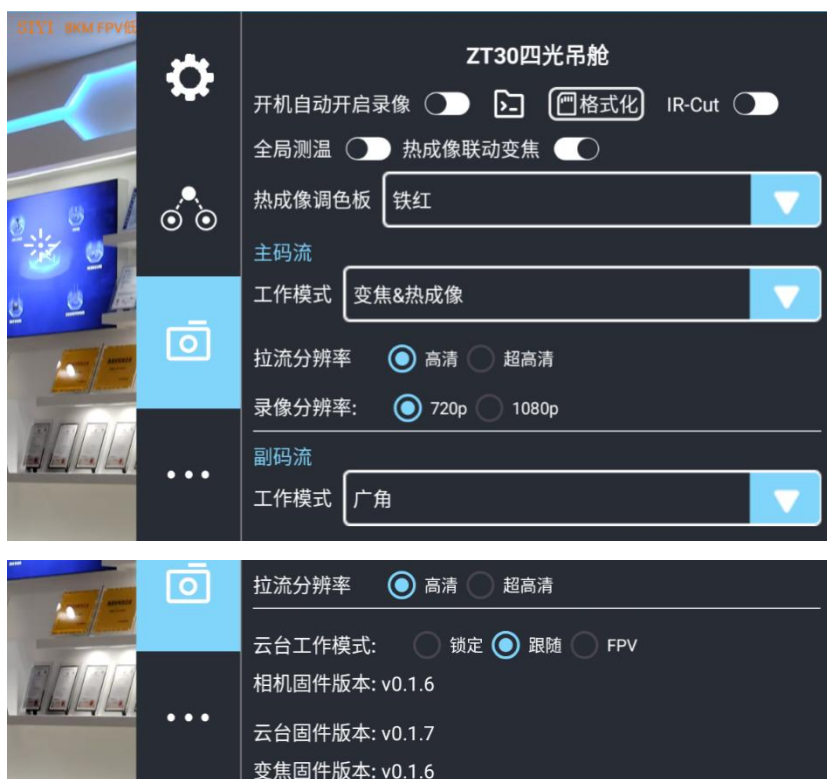 SIYI 8KM FPV低
ZT30四光吊舱
开机自动开启录像 格式化 IR-Cut
全局测温 热成像联动变焦
热成像调色板 铁红
主码流
工作模式 变焦&热成像
拉流分辨率 高清 超高清
录像分辨率: 720p 1080p
副码流
工作模式 广角
拉流分辨率 高清 超高清
云台工作模式: 锁定 跟随 FPV
相机固件版本: v0.1.6
云台固件版本: v0.1.7
变焦固件版本: v0.1.6